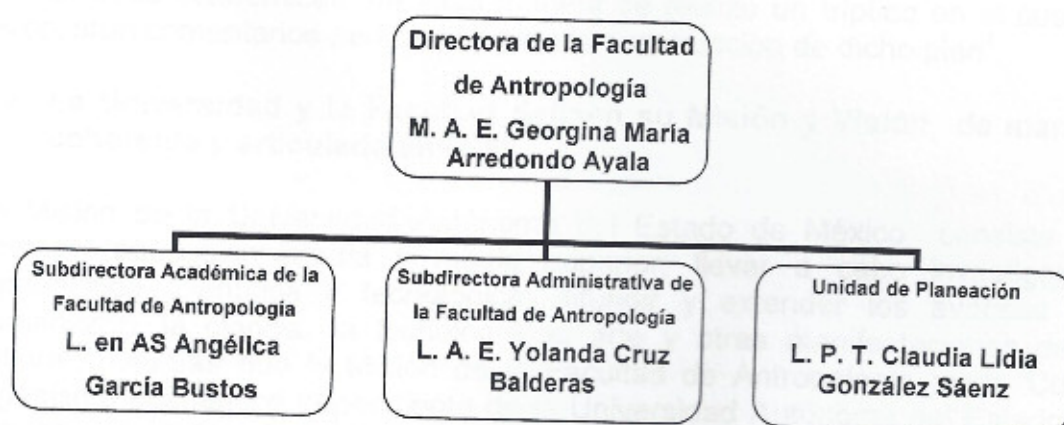 Directora de la Facultad
de Antropología
M. A. E. Georgina María
Arredondo Ayala
Subdirectora Académica de la
Facultad de Antropología
L. en AS Angélica
García Bustos
Subdirectora Administrativa de
la Facultad de Antropología
L. A. E. Yolanda Cruz
Balderas
Unidad de Planeación
L. P. T. Claudia Lidia
González Sáenz